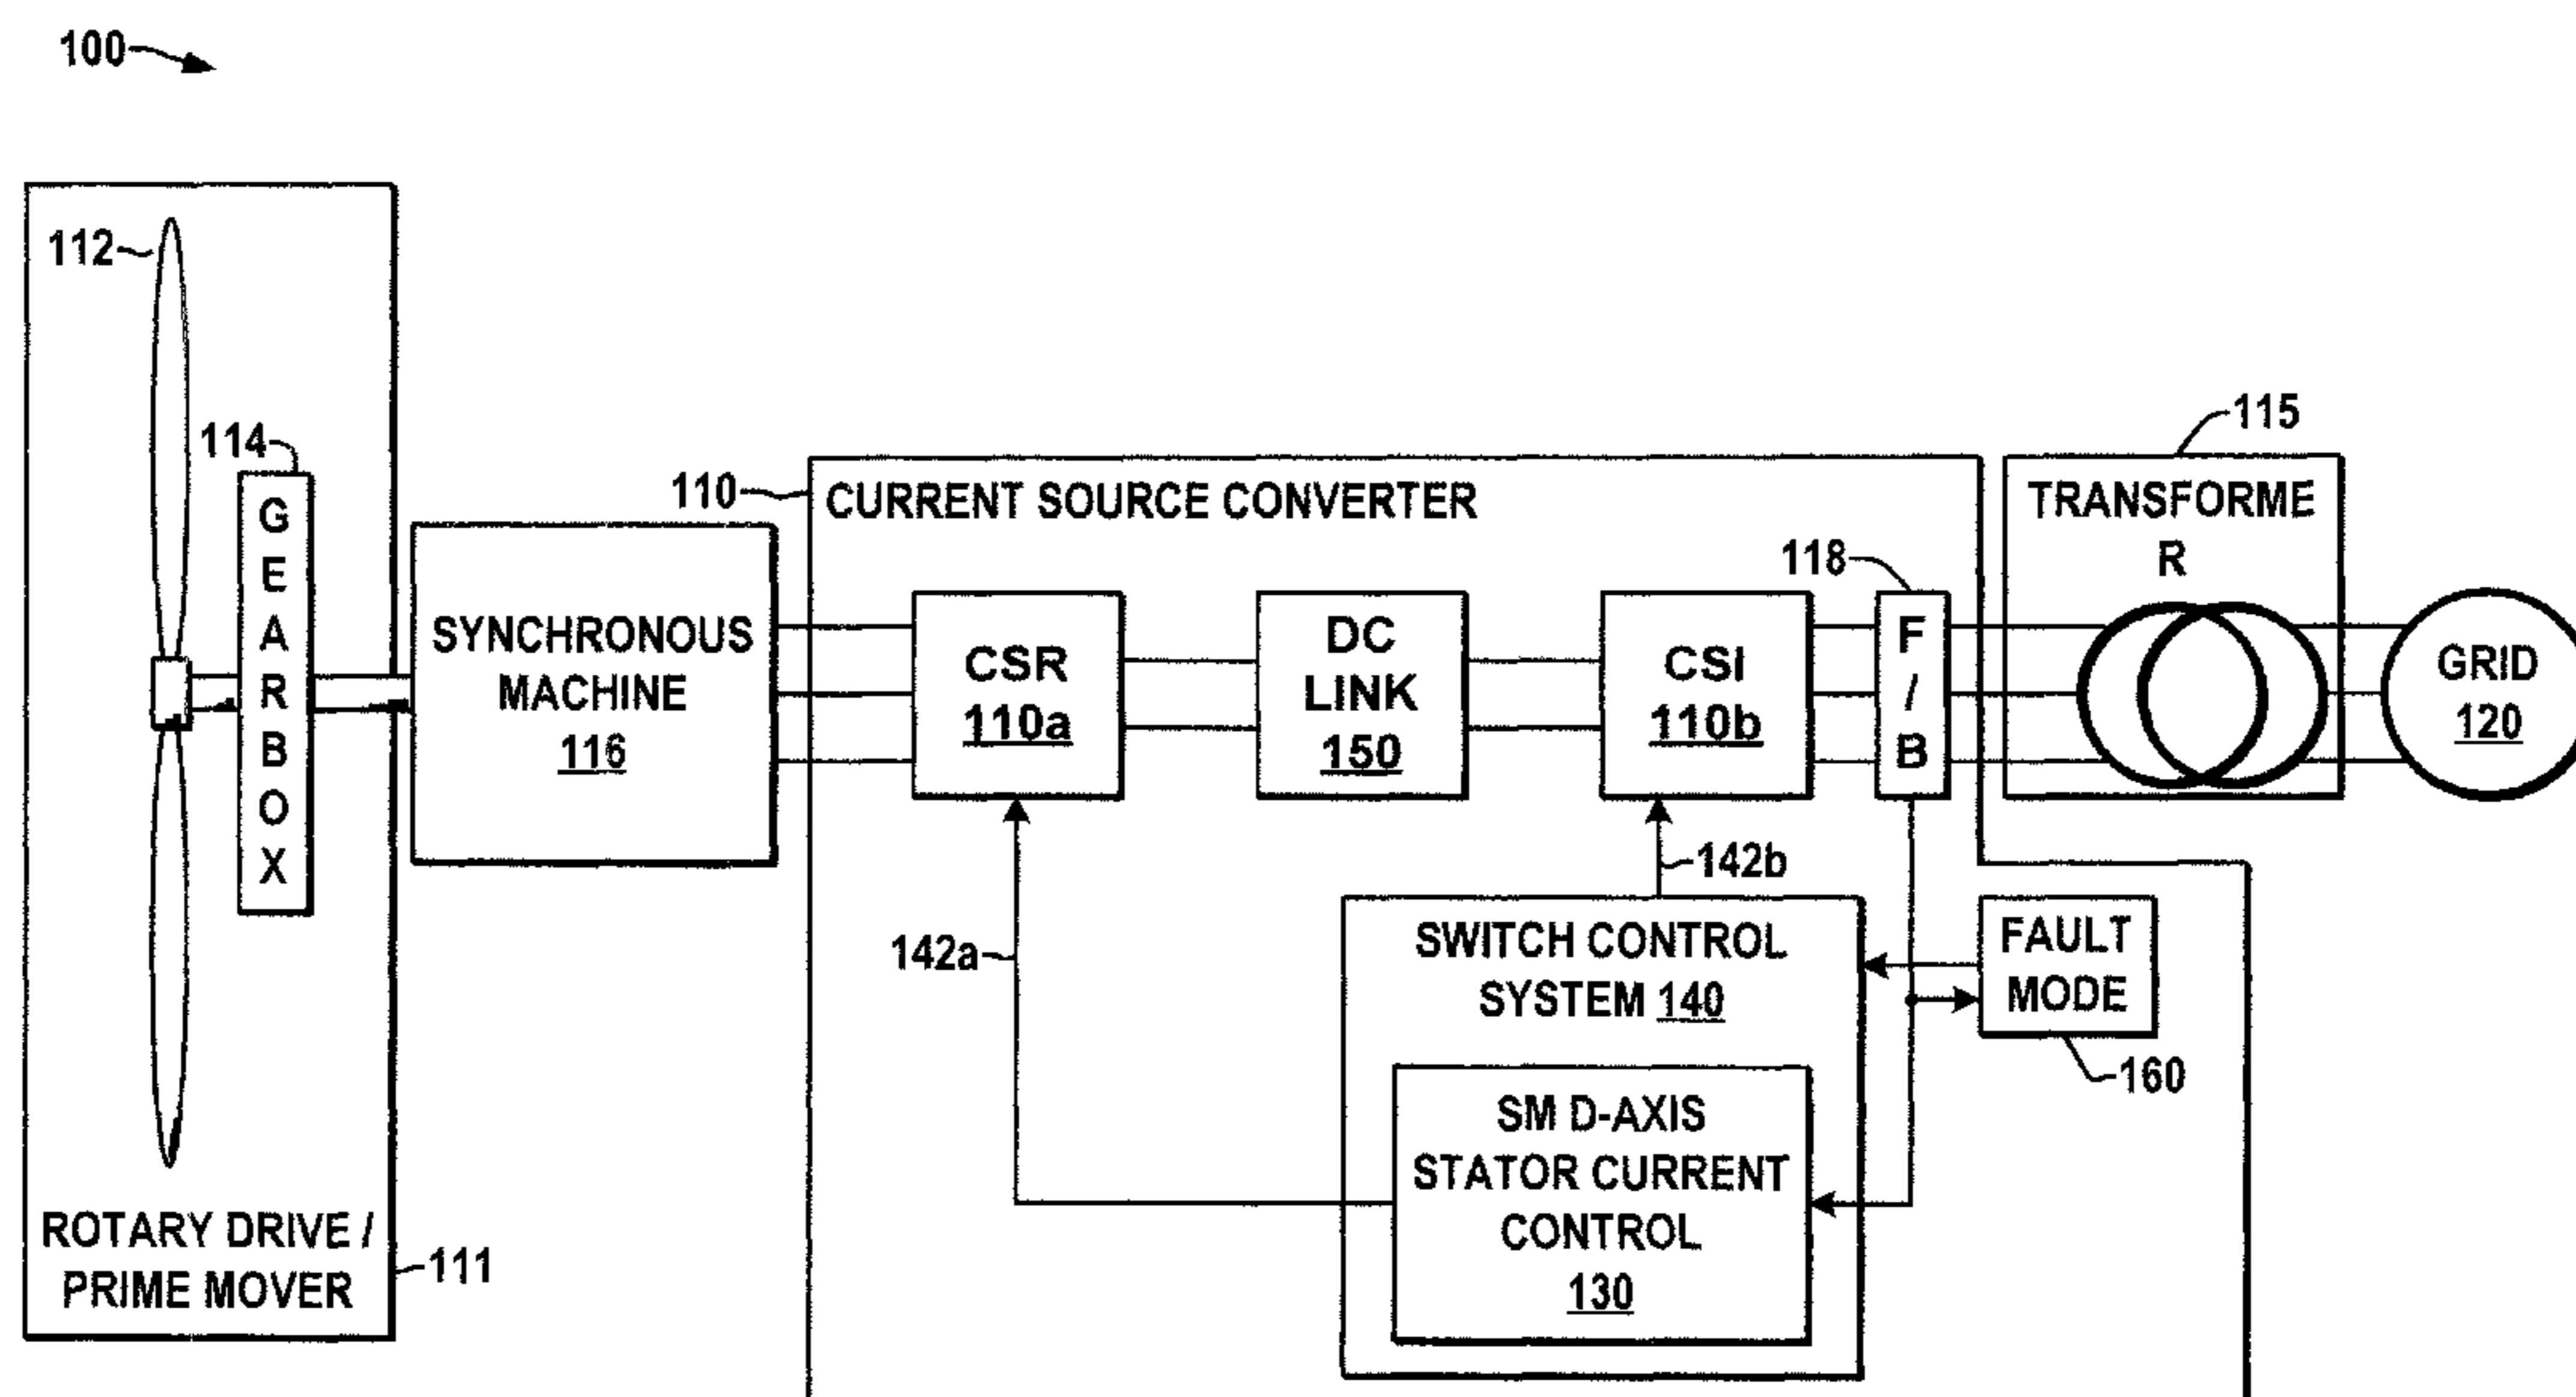 100
112
114
G
E
A
R
B
O
X
ROTARY DRIVE /
PRIME MOVER
111
SYNCHRONOUS
MACHINE
116
110
CURRENT SOURCE CONVERTER
CSR
110a
DC
LINK
150
CSI
110b
118
F
/
B
115
TRANSFORME
R
GRID
120
142a
142b
SWITCH CONTROL
SYSTEM 140
SM D-AXIS
STATOR CURRENT
CONTROL
130
FAULT
MODE
160